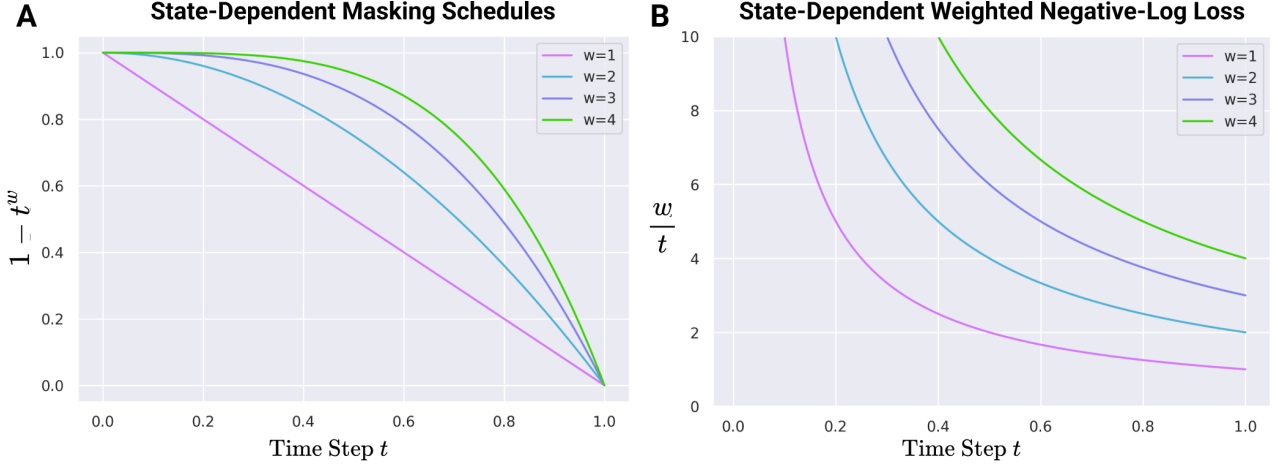 A
State-Dependent Masking Schedules
1.0
0.8
0.6
0.4
0.2
0.0
1 − t^w
w=1
w=2
w=3
w=4
0.0 0.2 0.4 0.6 0.8 1.0
Time Step t
B
State-Dependent Weighted Negative-Log Loss
10
8
6
4
2
0
w
t
w=1
w=2
w=3
w=4
0.0 0.2 0.4 0.6 0.8 1.0
Time Step t